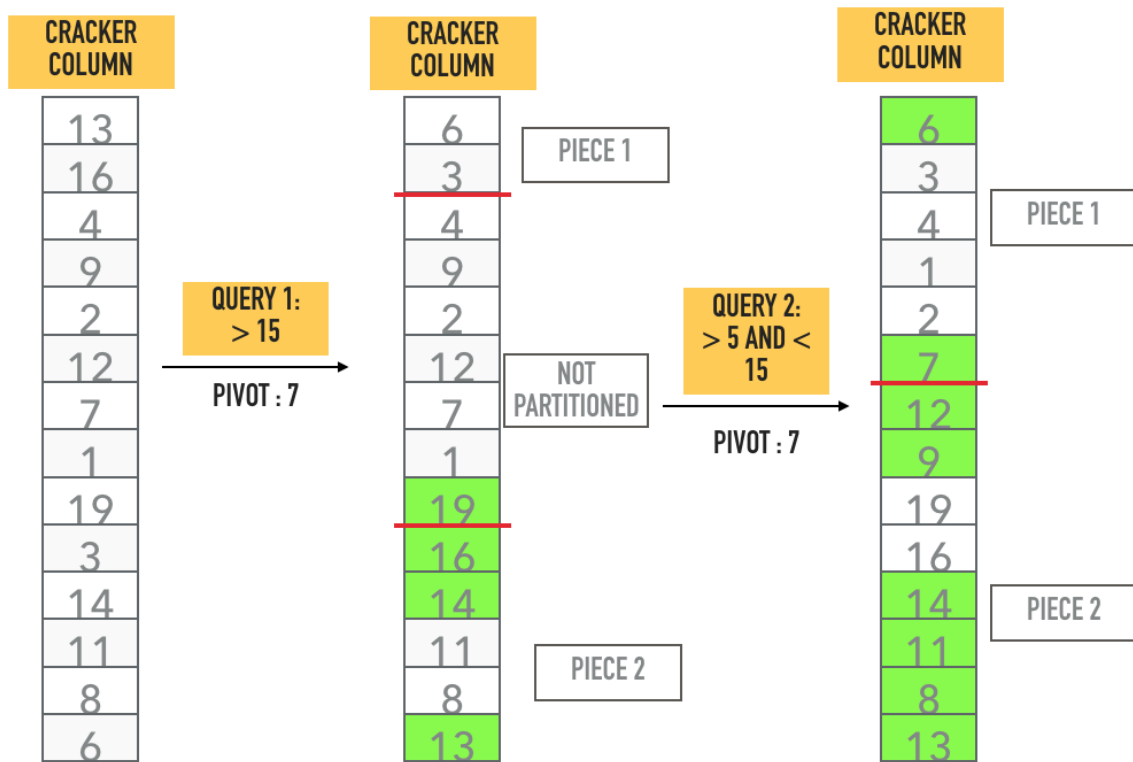 CRACKER
COLUMN
13
16
4
9
2
12
7
1
19
3
14
11
8
6
QUERY 1:
> 15
PIVOT : 7
CRACKER
COLUMN
6
3
4
9
2
12
7
1
19
16
14
11
8
13
PIECE 1
NOT
PARTITIONED
PIECE 2
QUERY 2:
> 5 AND <
15
PIVOT : 7
CRACKER
COLUMN
6
3
4
1
2
7
12
9
19
16
14
11
8
13
PIECE 1
PIECE 2